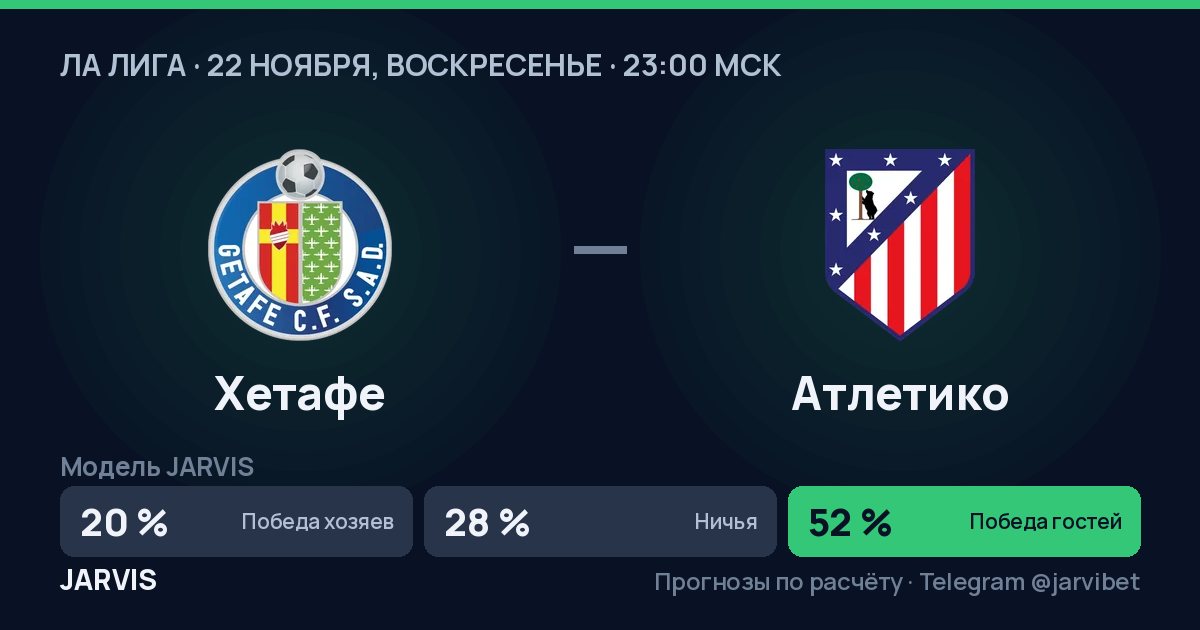 ЛА ЛИГА · 22 НОЯБРЯ, ВОСКРЕСЕНЬЕ · 23:00 МСК
GETAFE C.F. S.A.D.
Хетафе
—
Атлетико
Модель JARVIS
20 % Победа хозяев
28 % Ничья
52 % Победа гостей
JARVIS
Прогнозы по расчёту · Telegram @jarvibet